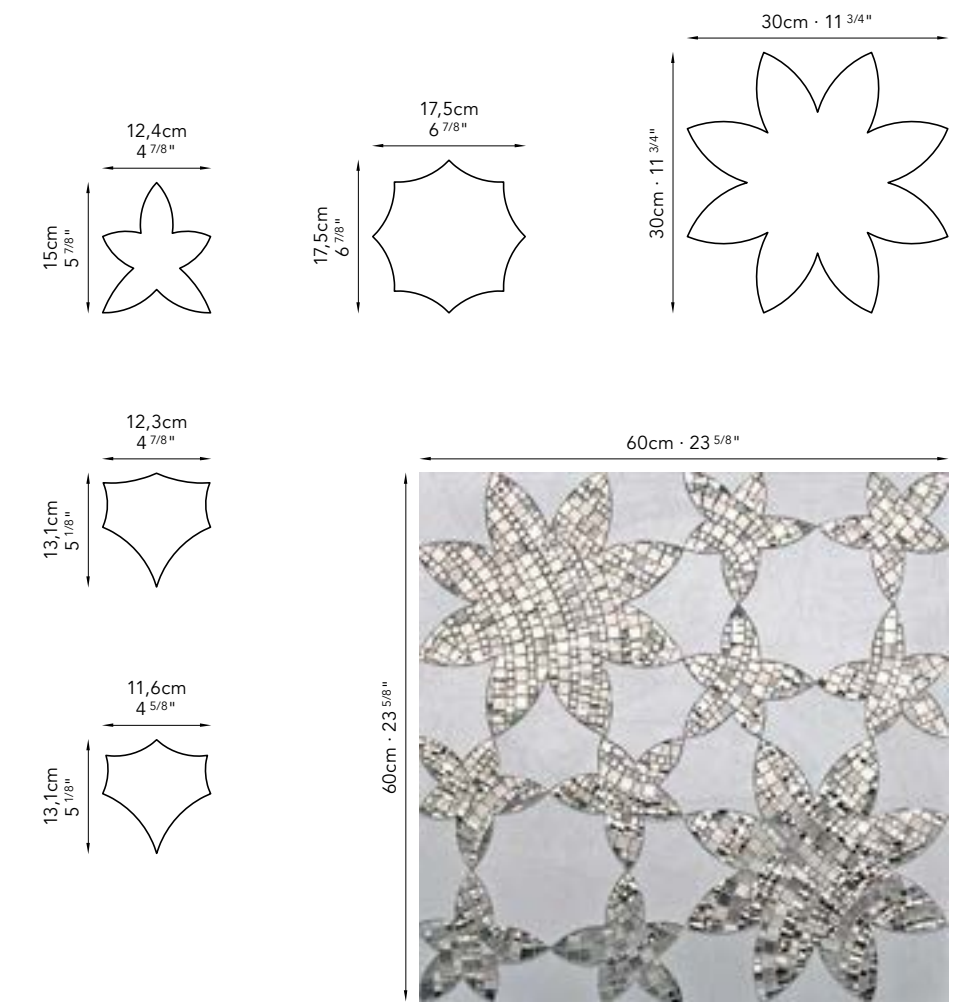 30cm · 11 3/4"
30cm · 11 3/4"
17,5cm
6 7/8"
17,5cm
6 7/8"
12,4cm
4 7/8"
15cm
5 7/8"
12,3cm
4 7/8"
13,1cm
5 1/8"
60cm · 23 5/8"
60cm · 23 5/8"
11,6cm
4 5/8"
13,1cm
5 1/8"